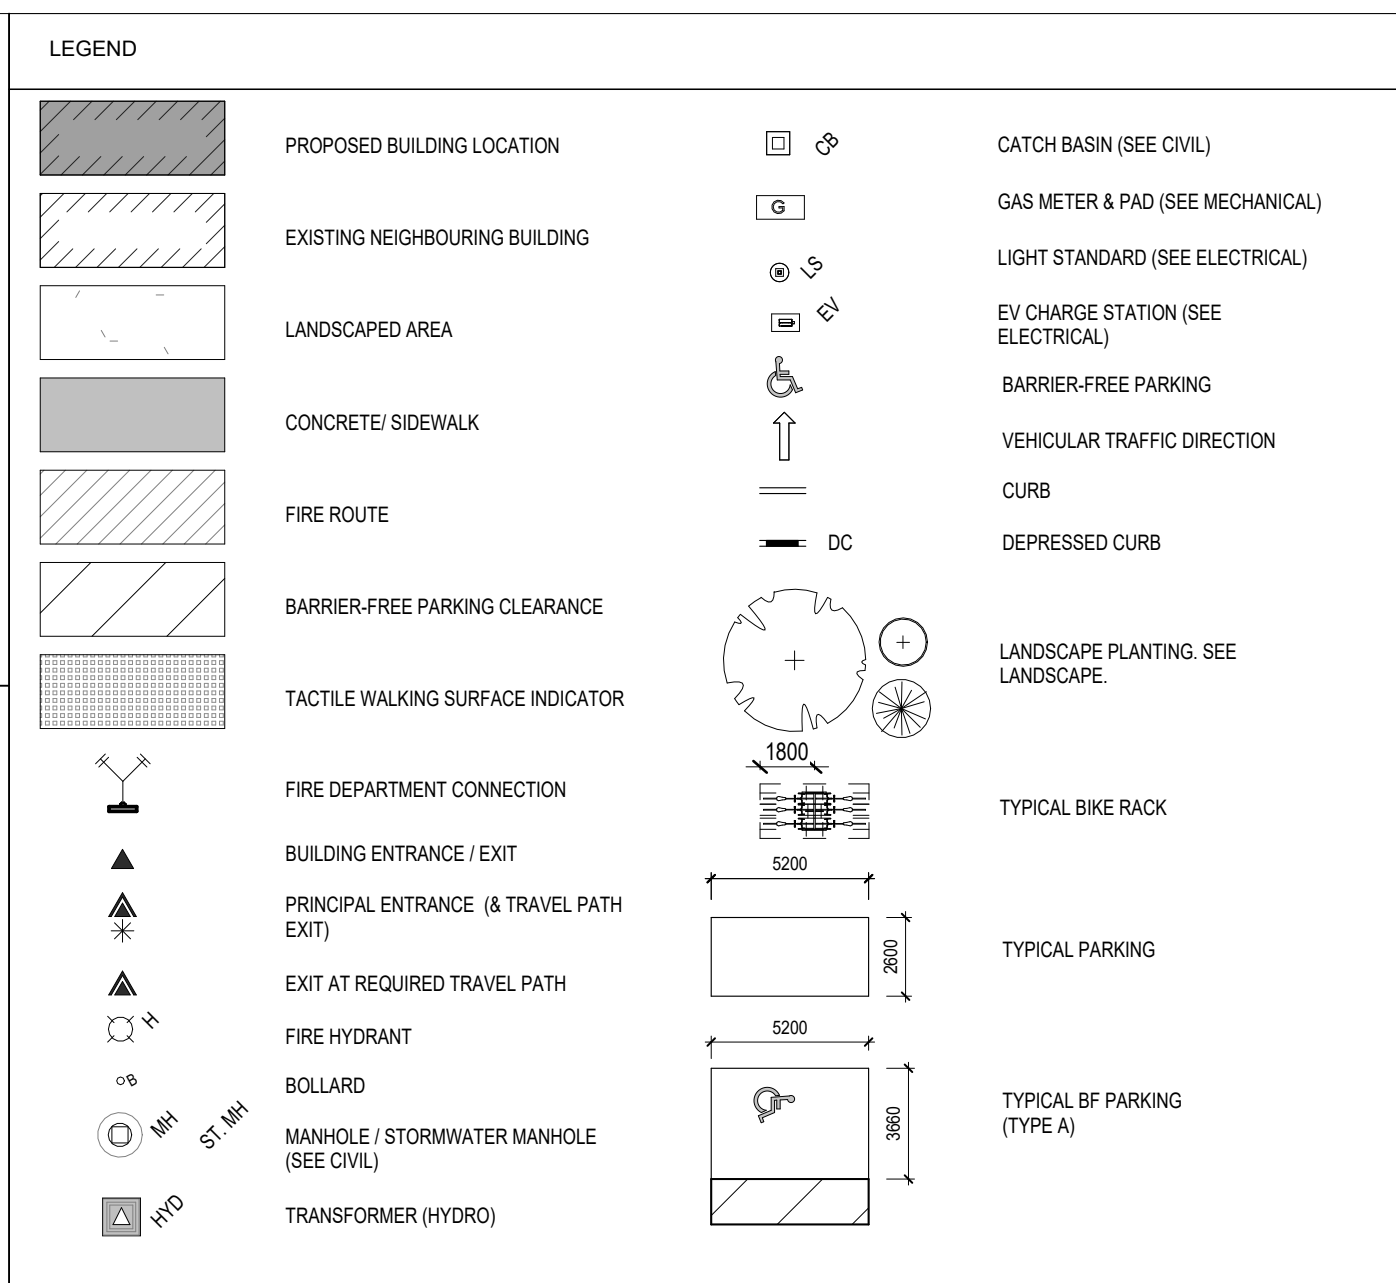 LEGEND
PROPOSED BUILDING LOCATION
EXISTING NEIGHBOURING BUILDING
LANDSCAPED AREA
CONCRETE/ SIDEWALK
FIRE ROUTE
BARRIER-FREE PARKING CLEARANCE
TACTILE WALKING SURFACE INDICATOR
FIRE DEPARTMENT CONNECTION
BUILDING ENTRANCE / EXIT
PRINCIPAL ENTRANCE (& TRAVEL PATH
EXIT)
EXIT AT REQUIRED TRAVEL PATH
H
FIRE HYDRANT
B
BOLLARD
MH
ST. MH
MANHOLE / STORMWATER MANHOLE
(SEE CIVIL)
HYD
TRANSFORMER (HYDRO)
CB
CATCH BASIN (SEE CIVIL)
G
GAS METER & PAD (SEE MECHANICAL)
LS
LIGHT STANDARD (SEE ELECTRICAL)
EV
EV CHARGE STATION (SEE
ELECTRICAL)
BARRIER-FREE PARKING
VEHICULAR TRAFFIC DIRECTION
CURB
DC
DEPRESSED CURB
LANDSCAPE PLANTING. SEE
LANDSCAPE.
1800
TYPICAL BIKE RACK
5200
2600
TYPICAL PARKING
5200
3660
TYPICAL BF PARKING
(TYPE A)